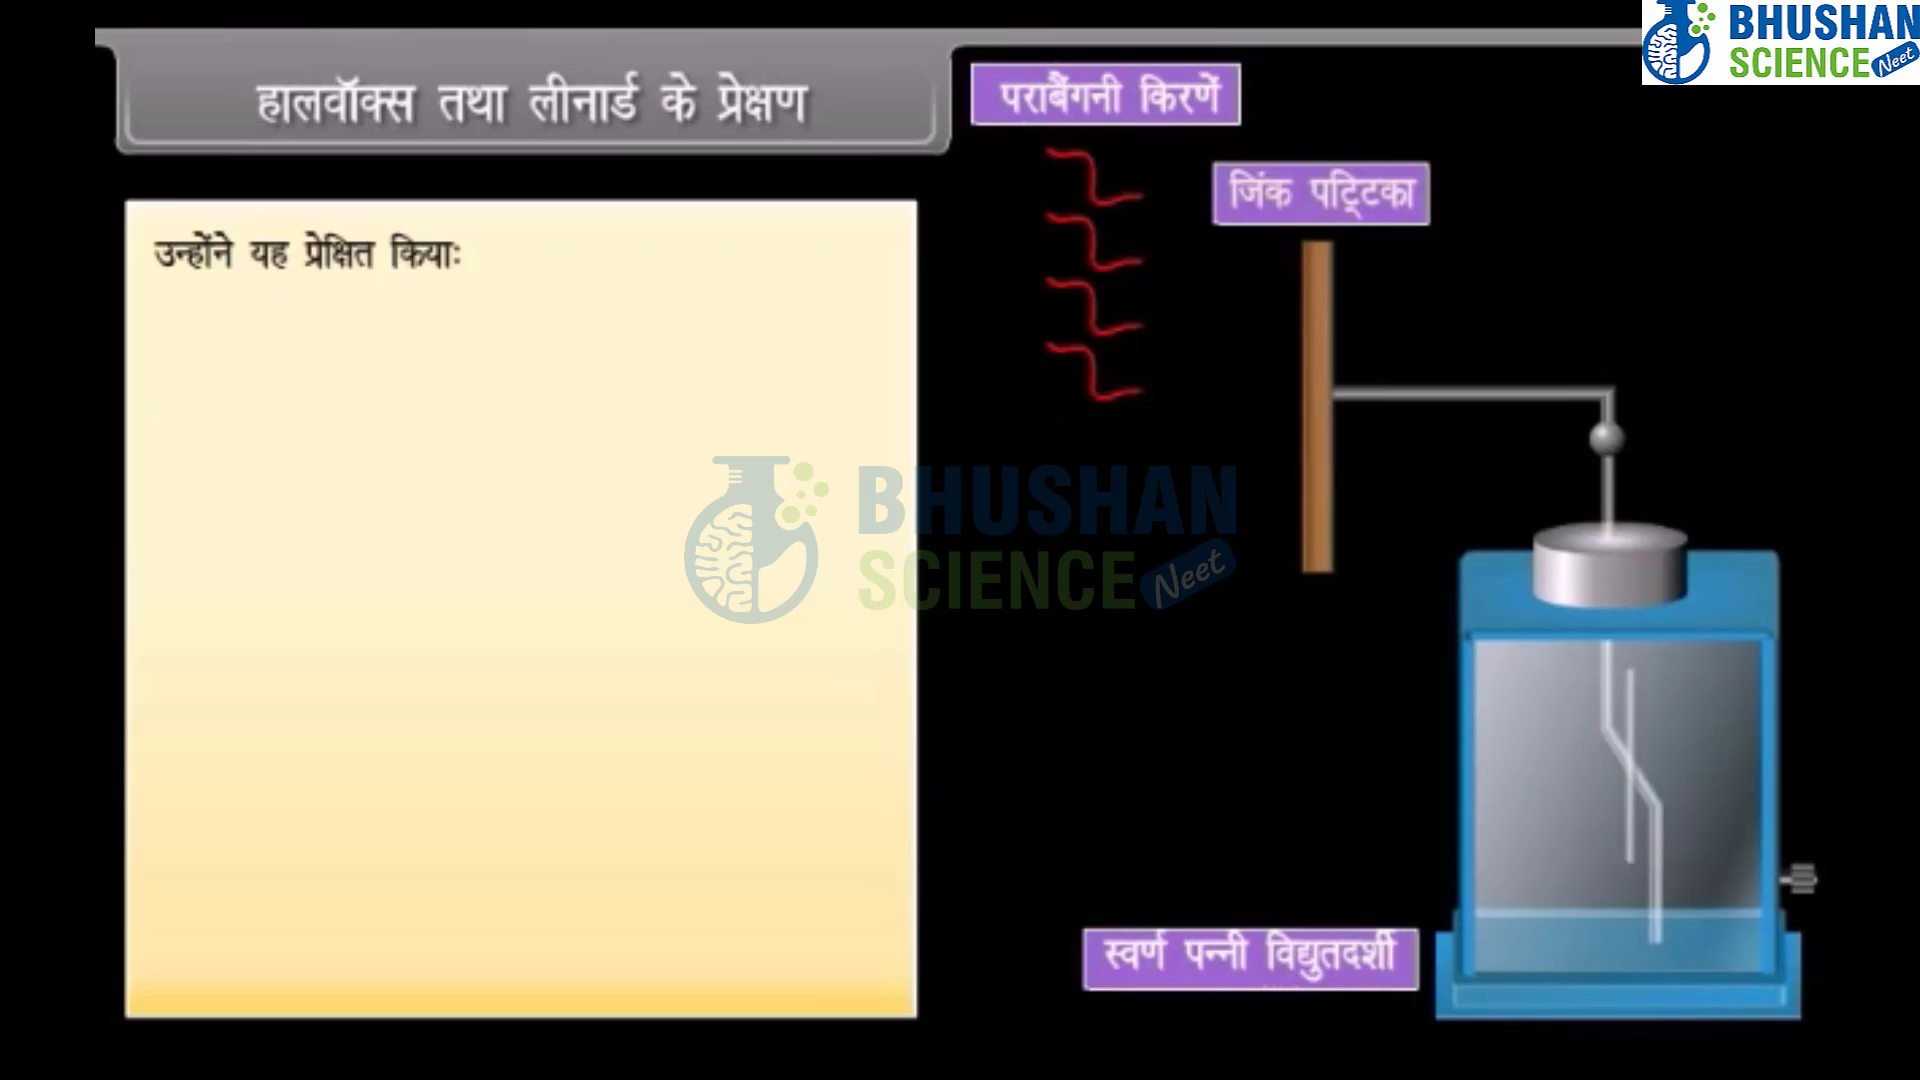 BHUSHAN
SCIENCE Neet
हालवॉक्स तथा लीनार्ड के प्रेक्षण
पराबैंगनी किरणें
जिंक पट्टिका
उन्होंने यह प्रेक्षित कियाः
BHUSHAN
SCIENCE Neet
स्वर्ण पन्नी विद्युतदर्शी